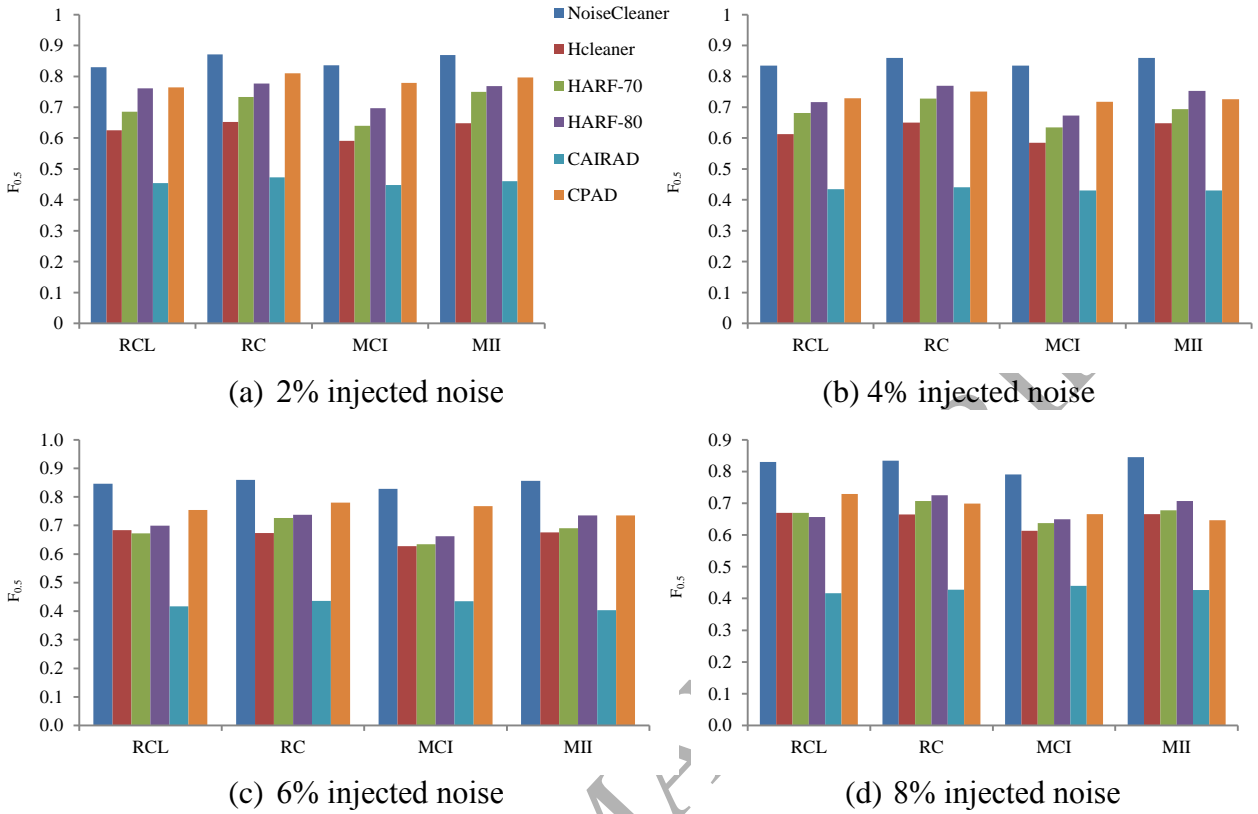 1
0.9
0.8
0.7
0.6
0.5
0.4
0.3
0.2
0.1
0
F0.5
RCL RC MCI MII
NoiseCleaner
Hcleaner
HARF-70
HARF-80
CAIRAD
CPAD
(a) 2% injected noise
1
0.9
0.8
0.7
0.6
0.5
0.4
0.3
0.2
0.1
0
F0.5
RCL RC MCI MII
(b) 4% injected noise
1.0
0.9
0.8
0.7
0.6
0.5
0.4
0.3
0.2
0.1
0.0
F0.5
RCL RC MCI MII
(c) 6% injected noise
0.9
0.8
0.7
0.6
0.5
0.4
0.3
0.2
0.1
0.0
F0.5
RCL RC MCI MII
(d) 8% injected noise